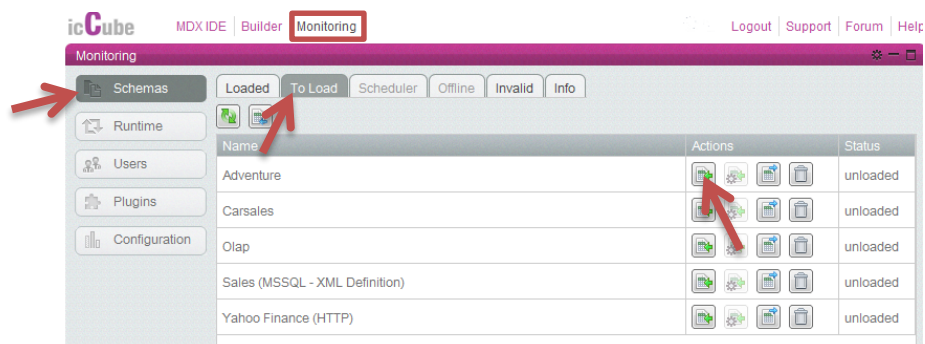 icCube MDX IDE Builder Monitoring Logout Support Forum Help
Monitoring
Schemas Loaded To Load Scheduler Offline Invalid Info
Runtime
Name Actions Status
Users
Adventure unloaded
Plugins
Carsales unloaded
Configuration
Olap unloaded
Sales (MSSQL - XML Definition) unloaded
Yahoo Finance (HTTP) unloaded